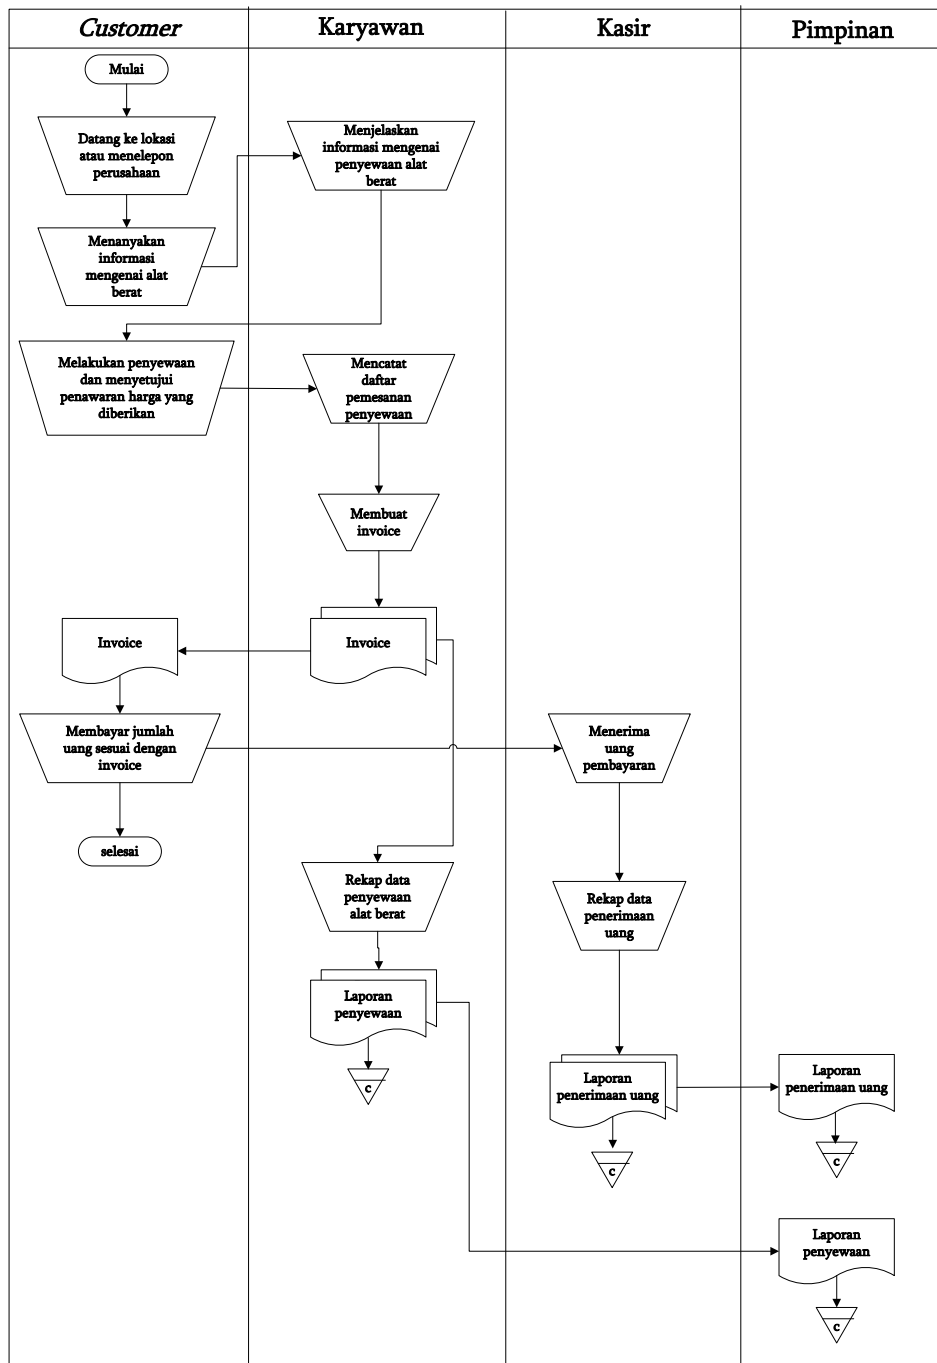 Customer
Karyawan
Kasir
Pimpinan
Mulai
Datang ke lokasi
atau menelepon
perusahaan
Menjelaskan
informasi mengenai
penyewaan alat
berat
Menanyakan
informasi
mengenai alat
berat
Melakukan penyewaan
dan menyetujui
penawaran harga yang
diberikan
Mencatat
daftar
pemesanan
penyewaan
Membuat
invoice
Invoice
Invoice
Membayar jumlah
uang sesuai dengan
invoice
Menerima
uang
pembayaran
selesai
Rekap data
penyewaan
alat berat
Rekap data
penerimaan
uang
Laporan
penyewaan
c
Laporan
penerimaan uang
c
Laporan
penerimaan uang
c
Laporan
penyewaan
c